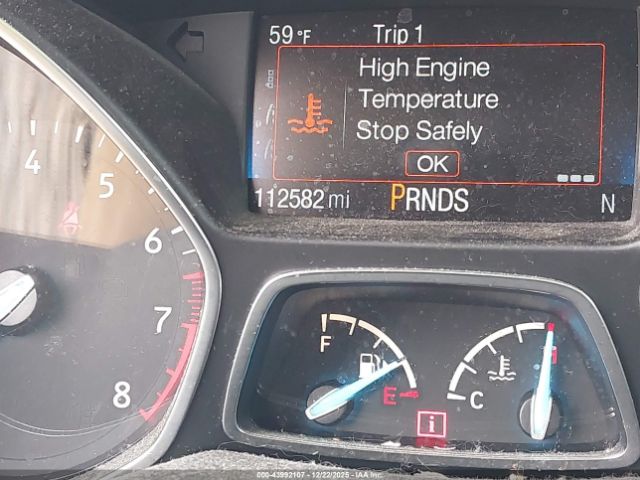 59 °F Trip 1
High Engine
Temperature
Stop Safely
OK
112582 mi PRNDS N
4
5
6
7
8
F
E
C
H
i
000-43992107 - 12/22/2025 - IAA Inc.